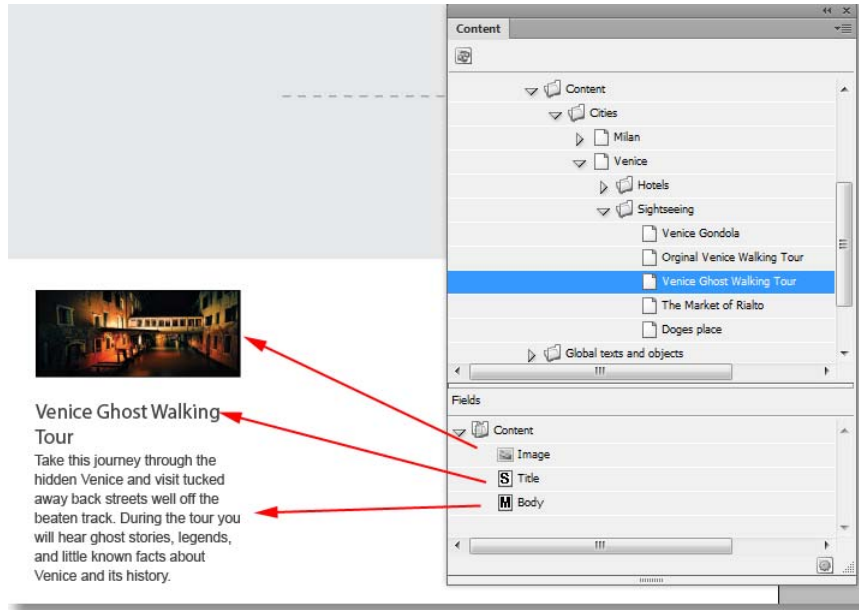 Content
Content
Cities
Milan
Venice
Hotels
Sightseeing
Venice Gondola
Orginal Venice Walking Tour
Venice Ghost Walking Tour
The Market of Rialto
Doges place
Global texts and objects
Fields
Content
Image
S Title
M Body
Venice Ghost Walking
Tour
Take this journey through the
hidden Venice and visit tucked
away back streets well off the
beaten track. During the tour you
will hear ghost stories, legends,
and little known facts about
Venice and its history.